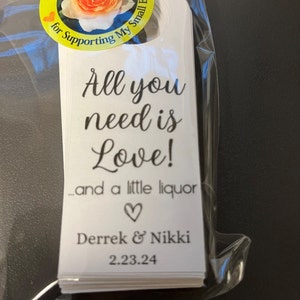 for Supporting My Small
All you
need is
Love!
...and a little liquor
Derrek & Nikki
2.23.24